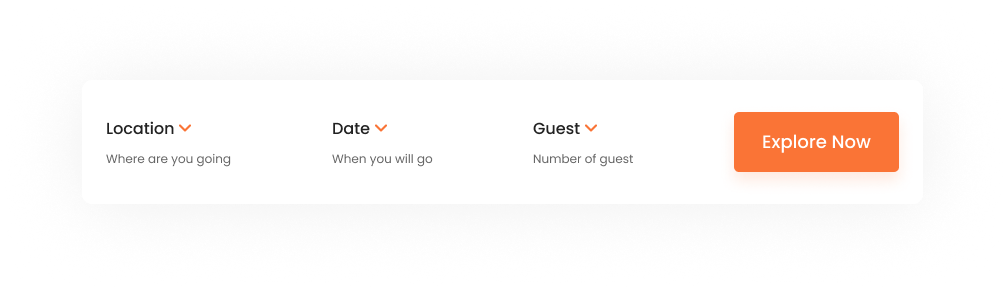 Location
Where are you going
Date
When you will go
Guest
Number of guest
Explore Now